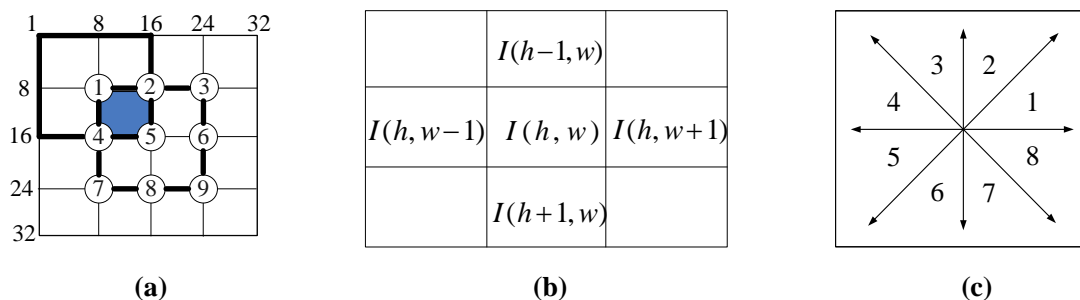 1 8 16 24 32
8
16
24
32
1 2 3
4 5 6
7 8 9
(a)
I(h−1,w)
I(h,w−1) I(h,w) I(h,w+1)
I(h+1,w)
(b)
3 2
4 1
5 8
6 7
(c)